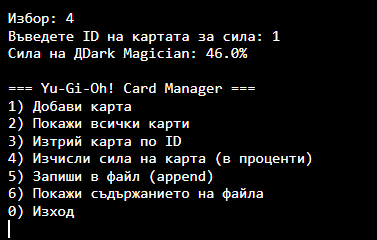 Избор: 4
Въведете ID на картата за сила: 1
Сила на ДDark Magician: 46.0%
=== Yu-Gi-Oh! Card Manager ===
1) Добави карта
2) Покажи всички карти
3) Изтрий карта по ID
4) Изчисли сила на карта (в проценти)
5) Запиши в файл (append)
6) Покажи съдържанието на файла
0) Изход